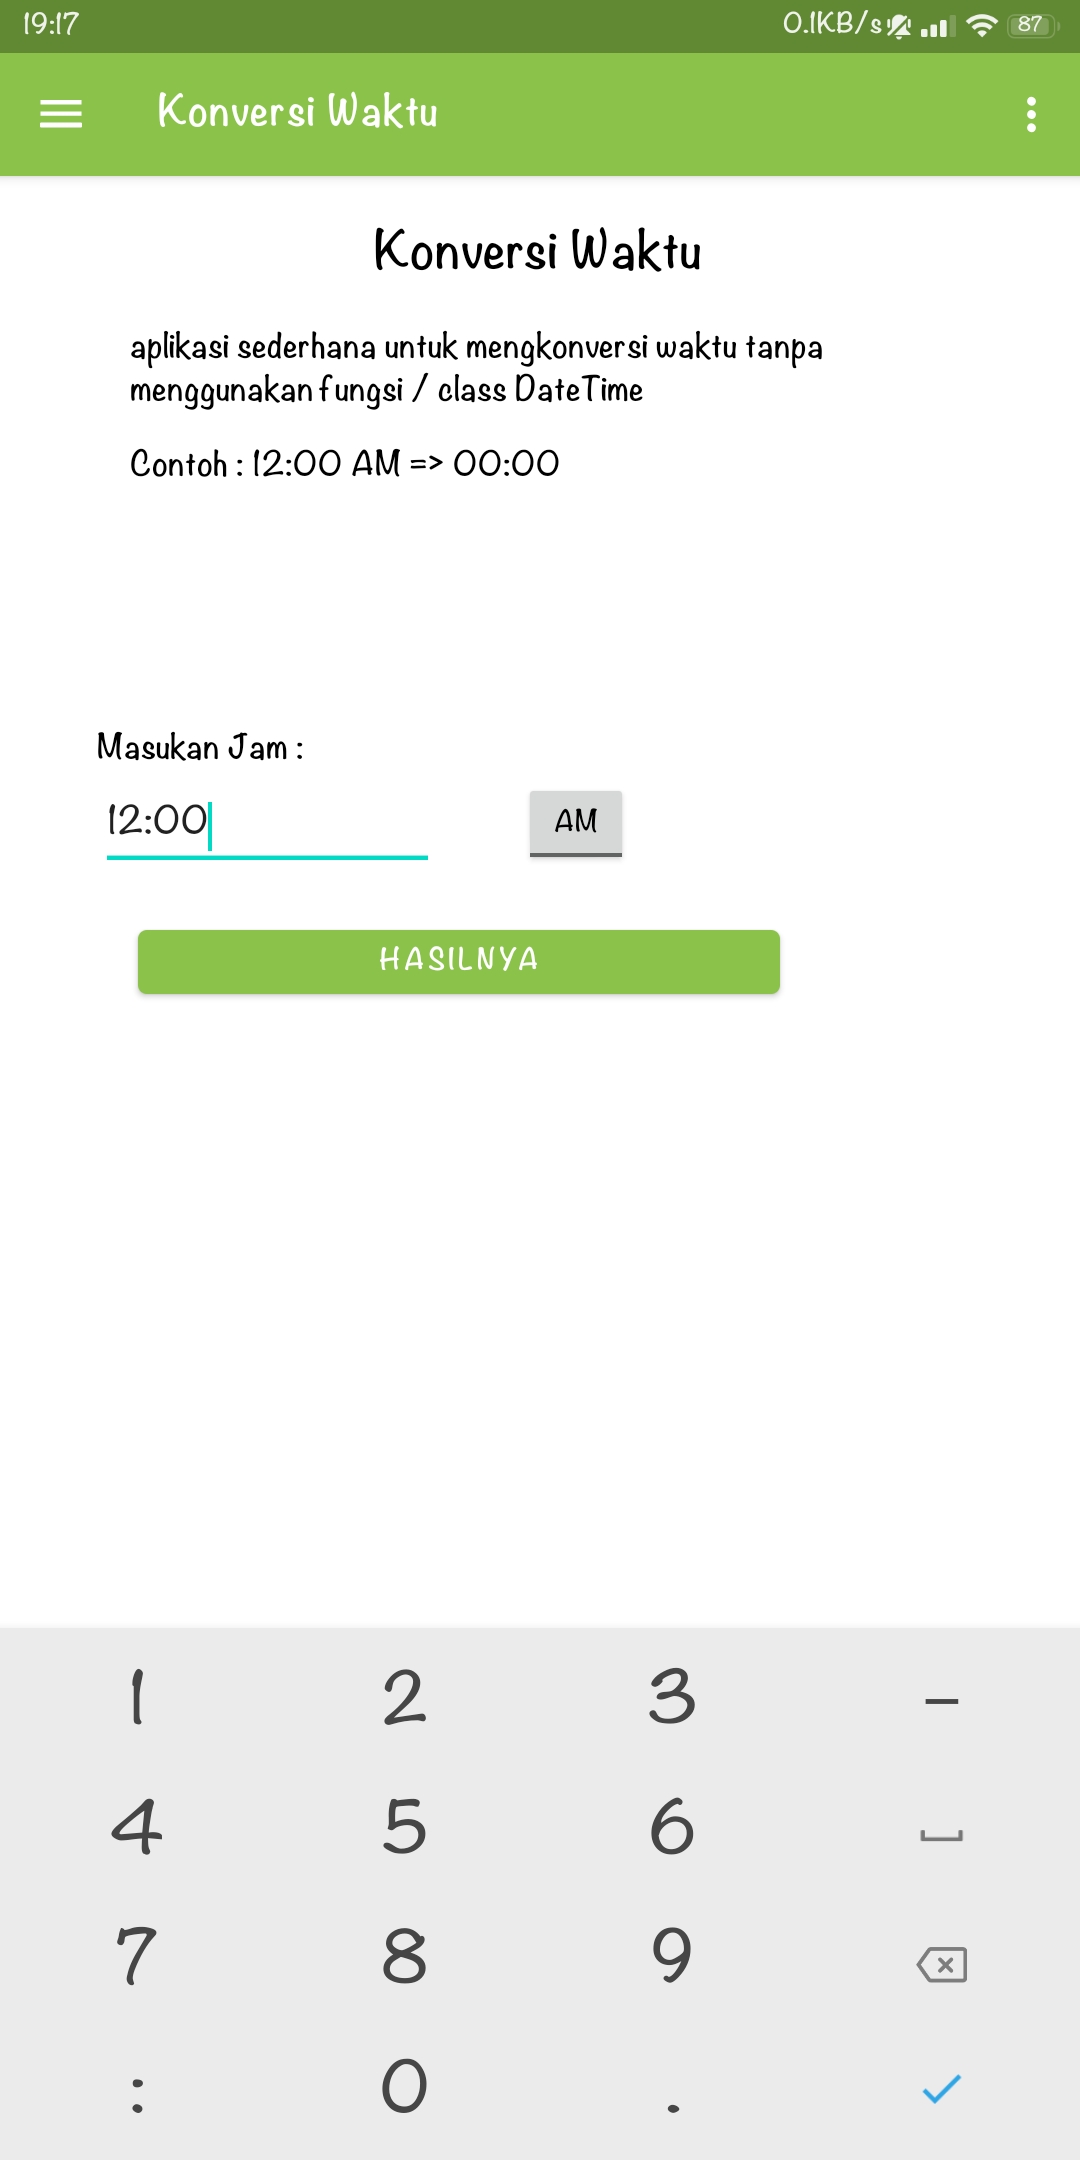 19:17 0.1KB/s 87
Konversi Waktu
Konversi Waktu
aplikasi sederhana untuk mengkonversi waktu tanpa
menggunakan fungsi / class DateTime
Contoh : 12:00 AM => 00:00
Masukan Jam :
12:00 AM
HASILNYA
1 2 3 –
4 5 6
7 8 9
: 0 .